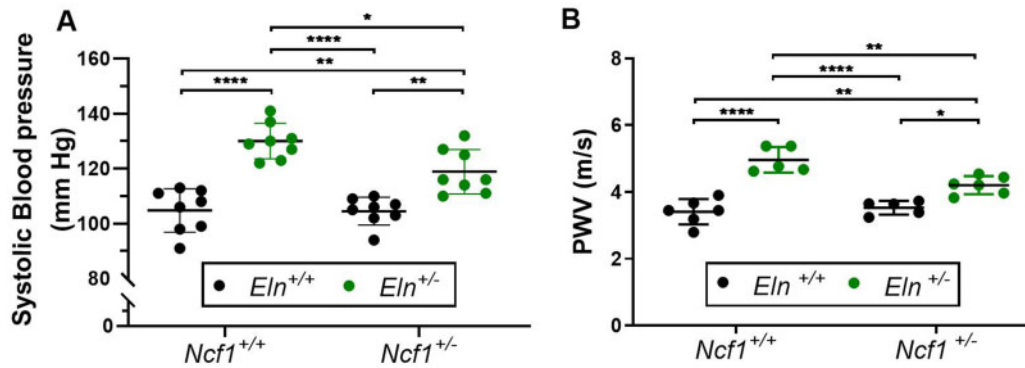 A
Systolic Blood pressure
(mm Hg)
160
140
120
100
80
0
*
****
**
****
**
Eln+/+
Eln+/-
Ncf1+/+
Ncf1+/-
B
PWV (m/s)
8
6
4
2
0
**
****
**
****
*
Eln +/+
Eln +/-
Ncf1+/+
Ncf1 +/-